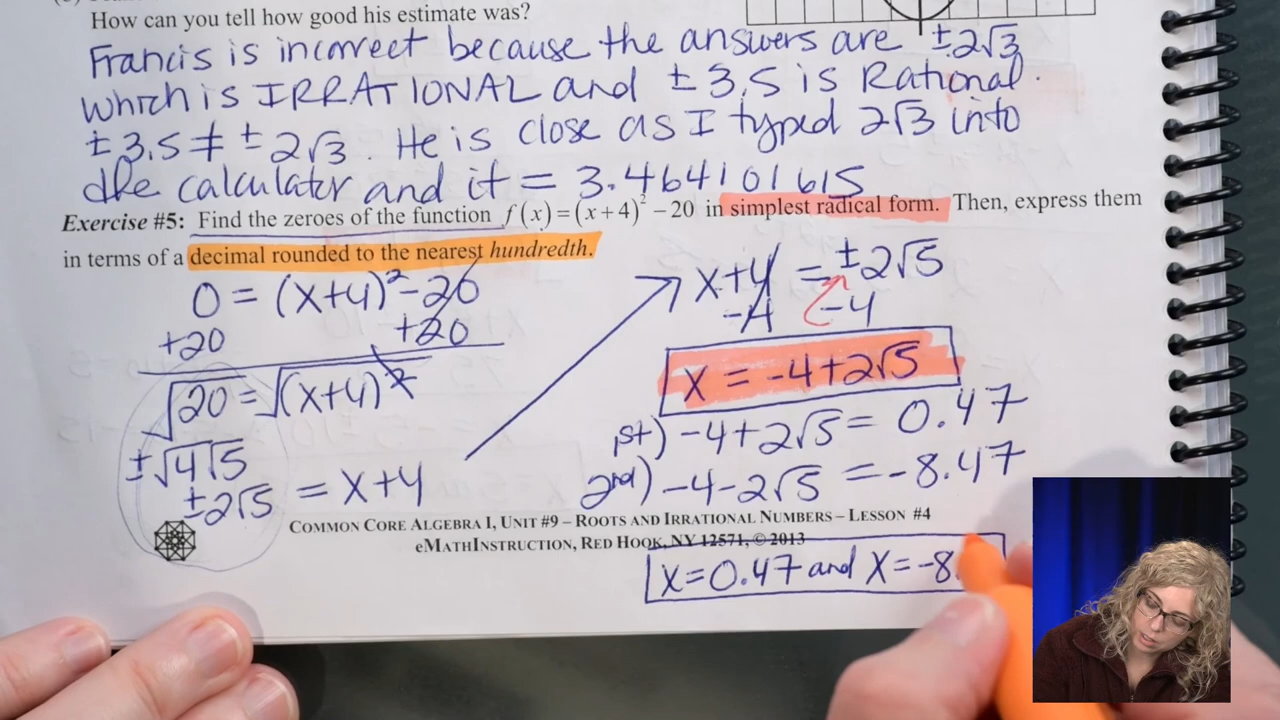 How can you tell how good his estimate was?
Francis is incorrect because the answers are ±2√3
which is IRRATIONAL and ±3.5 is Rational.
±3.5 ≠ ±2√3. He is close as I typed 2√3 into
the calculator and it = 3.464101615
Exercise #5: Find the zeroes of the function f(x)=(x+4)²−20 in simplest radical form. Then, express them
in terms of a decimal rounded to the nearest hundredth.
0 = (x+4)²−20
+20 +20
√20 = √(x+4)²
±√4√5
±2√5 = x+4
x+4 = ±2√5
−4 −4
x = −4+2√5
1st) −4+2√5 = 0.47
2nd) −4−2√5 = −8.47
COMMON CORE ALGEBRA I, UNIT #9 – ROOTS AND IRRATIONAL NUMBERS – LESSON #4
eMATHINSTRUCTION, RED HOOK, NY 12571, © 2013
x=0.47 and x=−8.